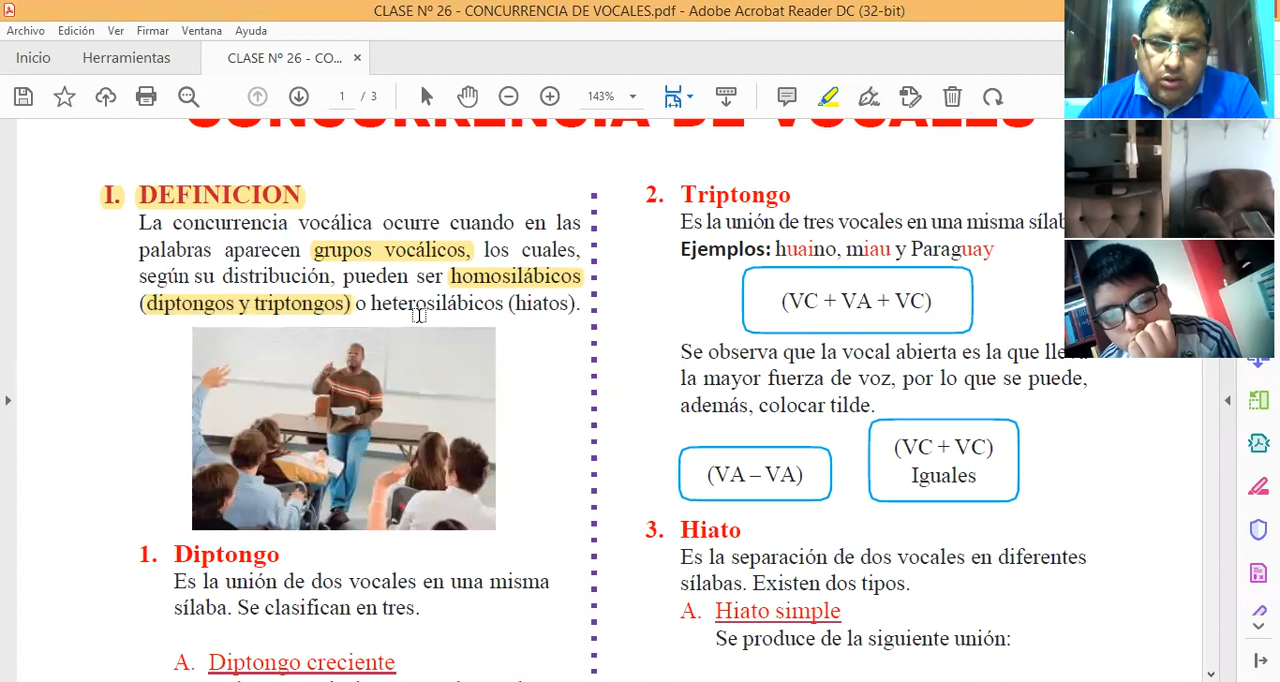 CLASE Nº 26 - CONCURRENCIA DE VOCALES.pdf - Adobe Acrobat Reader DC (32-bit)
Archivo Edición Ver Firmar Ventana Ayuda
Inicio Herramientas CLASE Nº 26 - CO... ×
1 / 3 143%
CONCURRENCIA DE VOCALES
I. DEFINICION
La concurrencia vocálica ocurre cuando en las
palabras aparecen grupos vocálicos, los cuales,
según su distribución, pueden ser homosilábicos
(diptongos y triptongos) o heterosilábicos (hiatos).
1. Diptongo
Es la unión de dos vocales en una misma
sílaba. Se clasifican en tres.
A. Diptongo creciente
2. Triptongo
Es la unión de tres vocales en una misma
Ejemplos: huaino, miau y Paraguay
(VC + VA + VC)
Se observa que la vocal abierta es la que
la mayor fuerza de voz, por lo que se puede,
además, colocar tilde.
(VA – VA)
(VC + VC)
Iguales
3. Hiato
Es la separación de dos vocales en diferentes
sílabas. Existen dos tipos.
A. Hiato simple
Se produce de la siguiente unión: